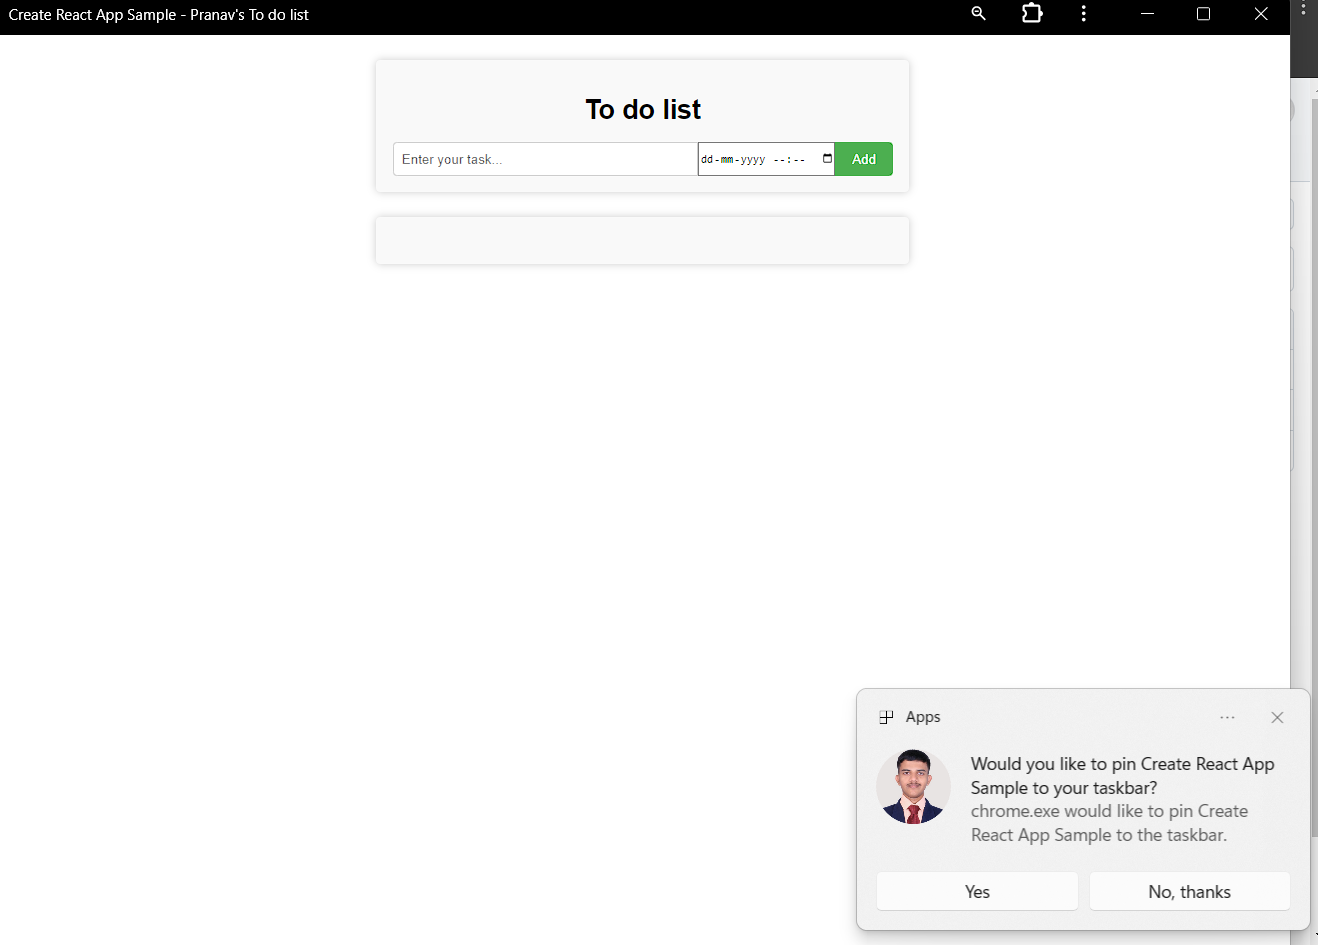 Create React App Sample - Pranav's To do list
To do list
Enter your task...
dd-mm-yyyy --:--
Add
Apps
Would you like to pin Create React App
Sample to your taskbar?
chrome.exe would like to pin Create
React App Sample to the taskbar.
Yes
No, thanks